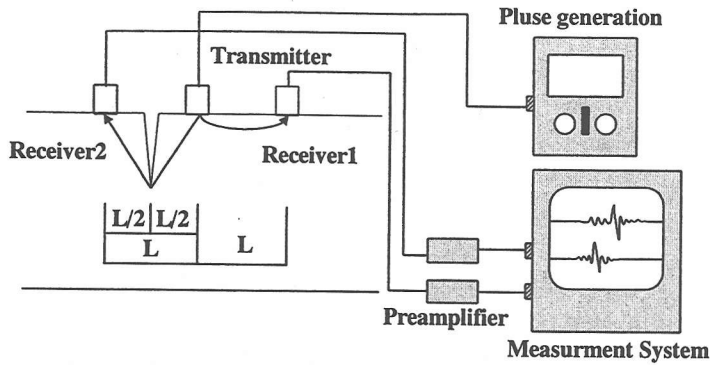 Pluse generation
Transmitter
Receiver2
Receiver1
L/2 L/2
L
L
Preamplifier
Measurment System